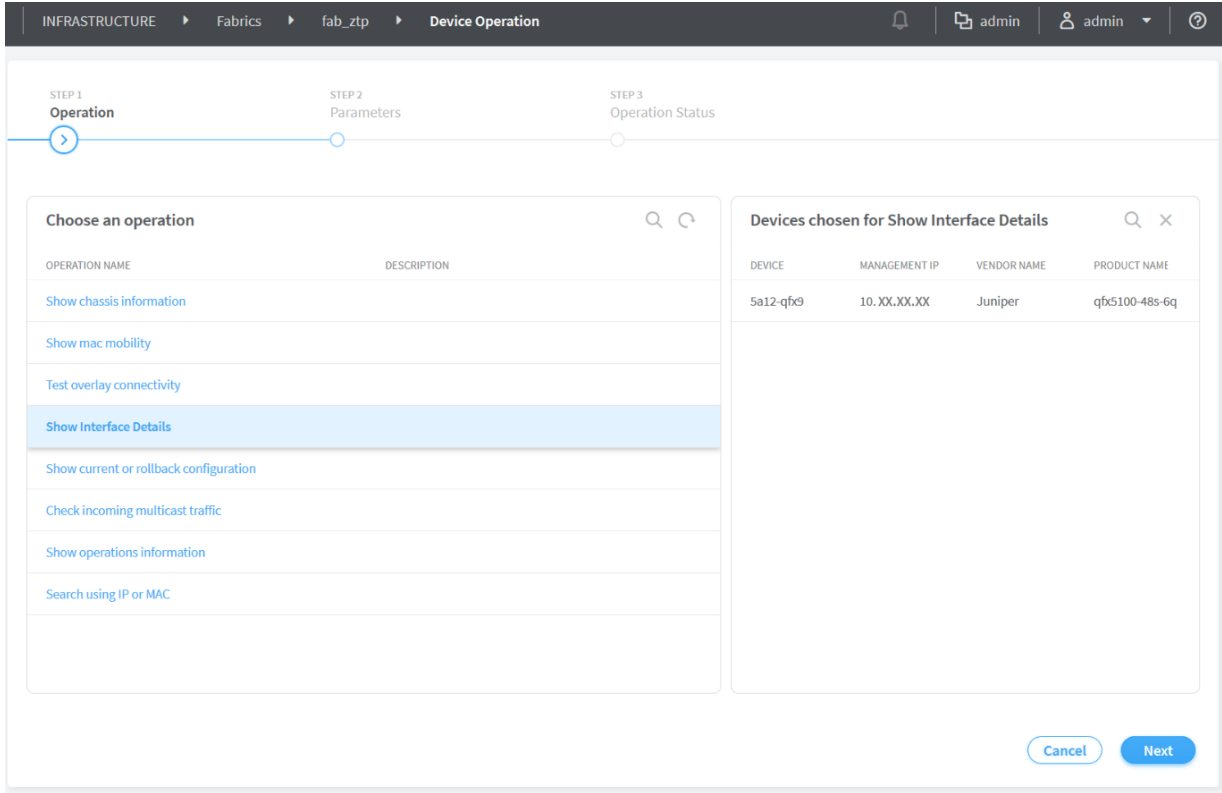 INFRASTRUCTURE Fabrics fab_ztp Device Operation admin admin
STEP 1 STEP 2 STEP 3
Operation Parameters Operation Status
Choose an operation
OPERATION NAME DESCRIPTION
Show chassis information
Show mac mobility
Test overlay connectivity
Show Interface Details
Show current or rollback configuration
Check incoming multicast traffic
Show operations information
Search using IP or MAC
Devices chosen for Show Interface Details
DEVICE MANAGEMENT IP VENDOR NAME PRODUCT NAME
5a12-qfx9 10.XX.XX.XX Juniper qfx5100-48s-6q
Cancel Next